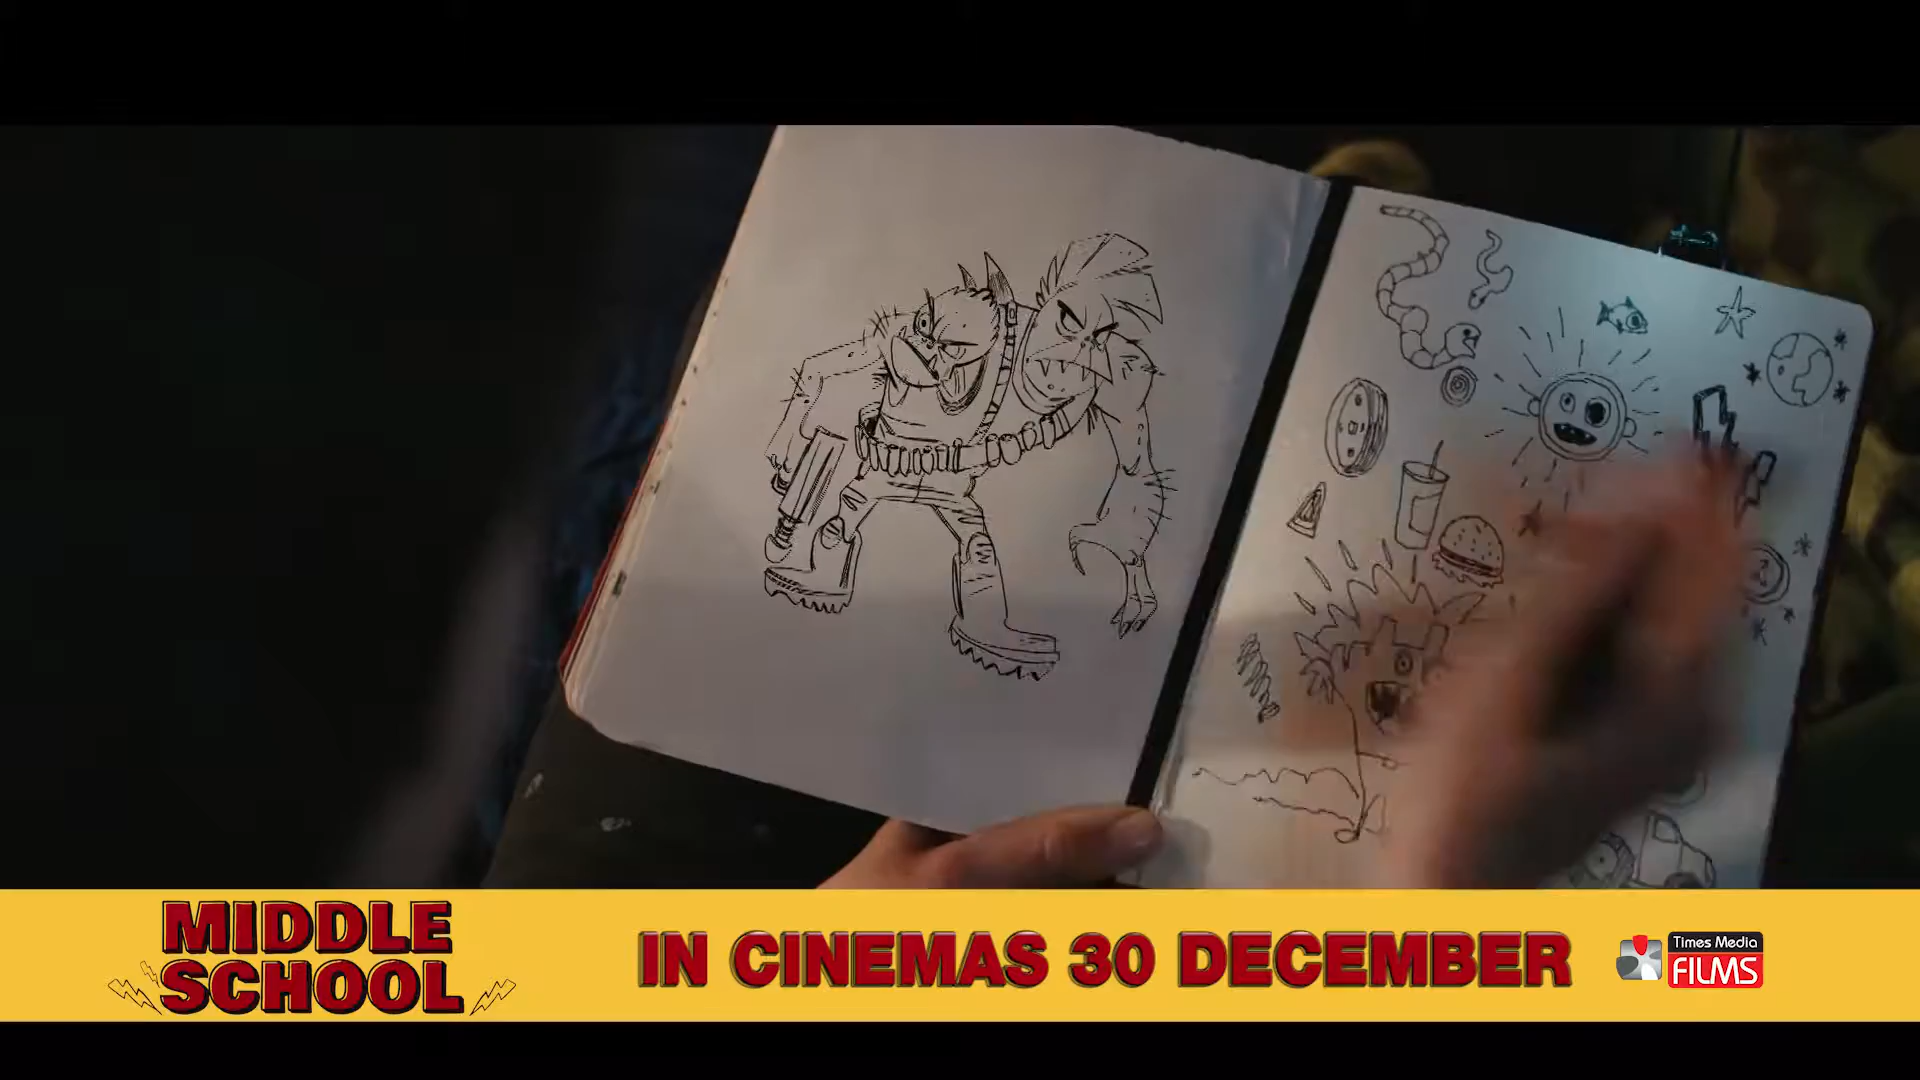 MIDDLE
SCHOOL
IN CINEMAS 30 DECEMBER
Times Media
FILMS